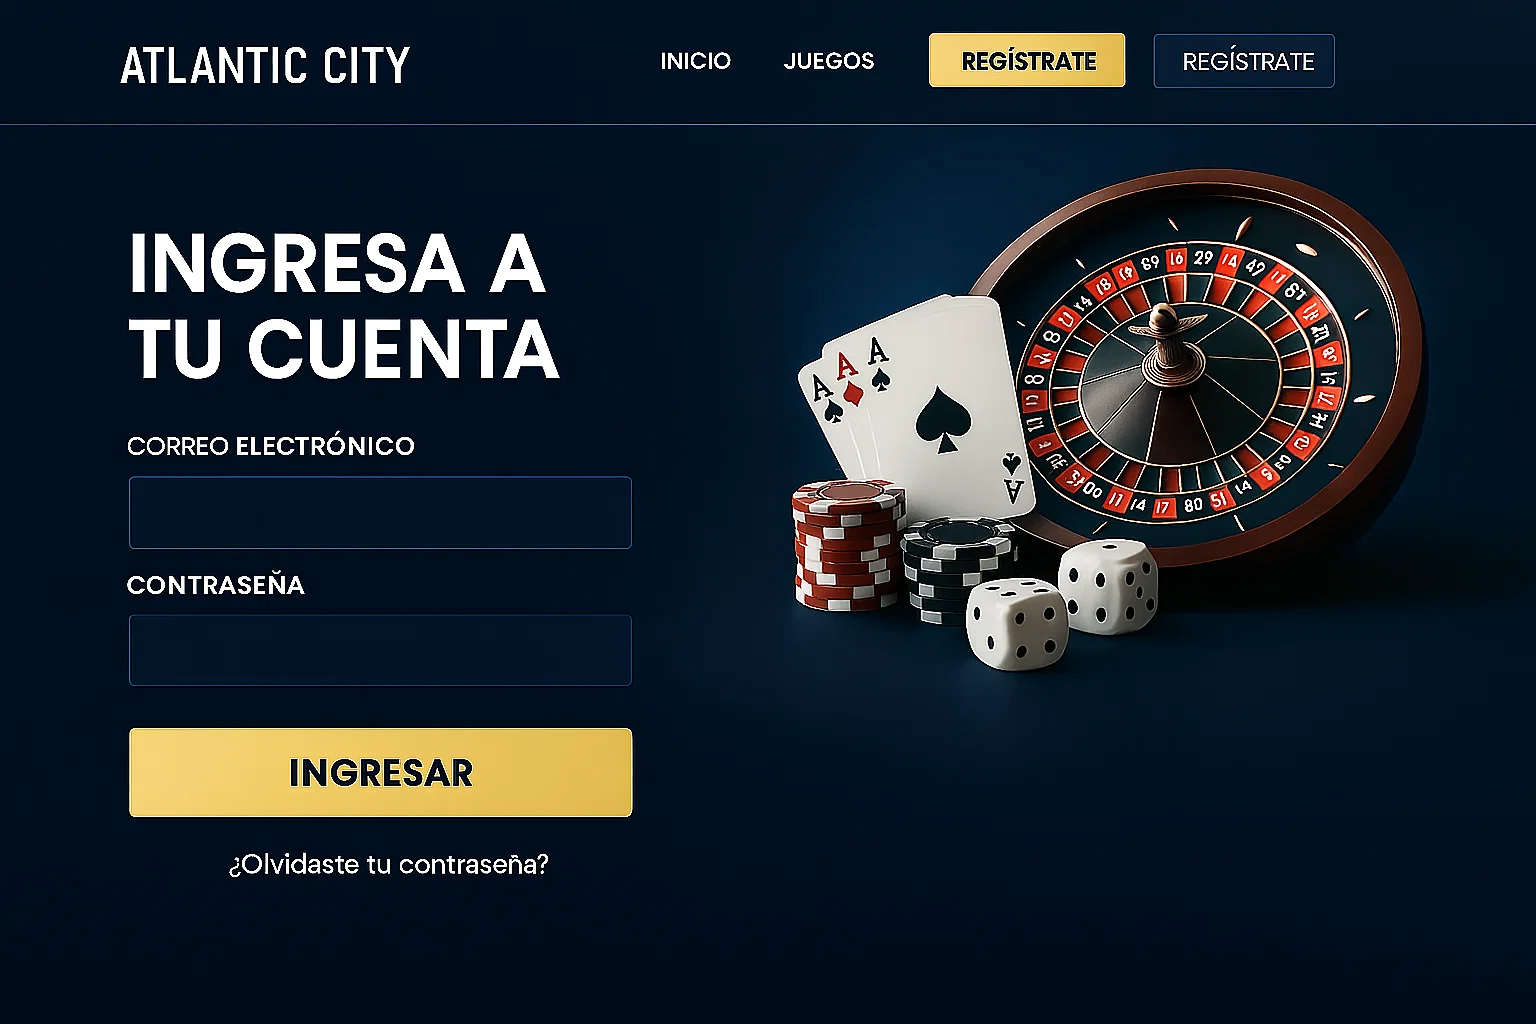 ATLANTIC CITY
INICIO
JUEGOS
REGÍSTRATE
REGÍSTRATE
INGRESA A
TU CUENTA
CORREO ELECTRÓNICO
CONTRASEÑA
INGRESAR
¿Olvidaste tu contraseña?
A
A
A
A